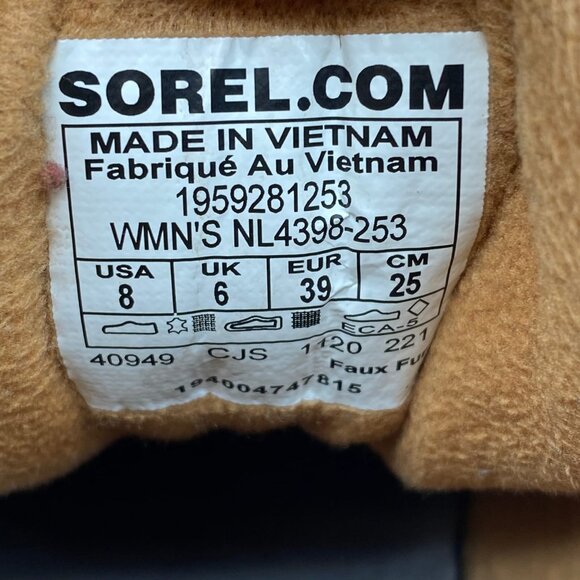 SOREL.COM
MADE IN VIETNAM
Fabriqué Au Vietnam
1959281253
WMN'S NL4398-253
USA UK EUR CM
8 6 39 25
ECA-5
40949 CJS 1120 221
Faux Fur
194004747815